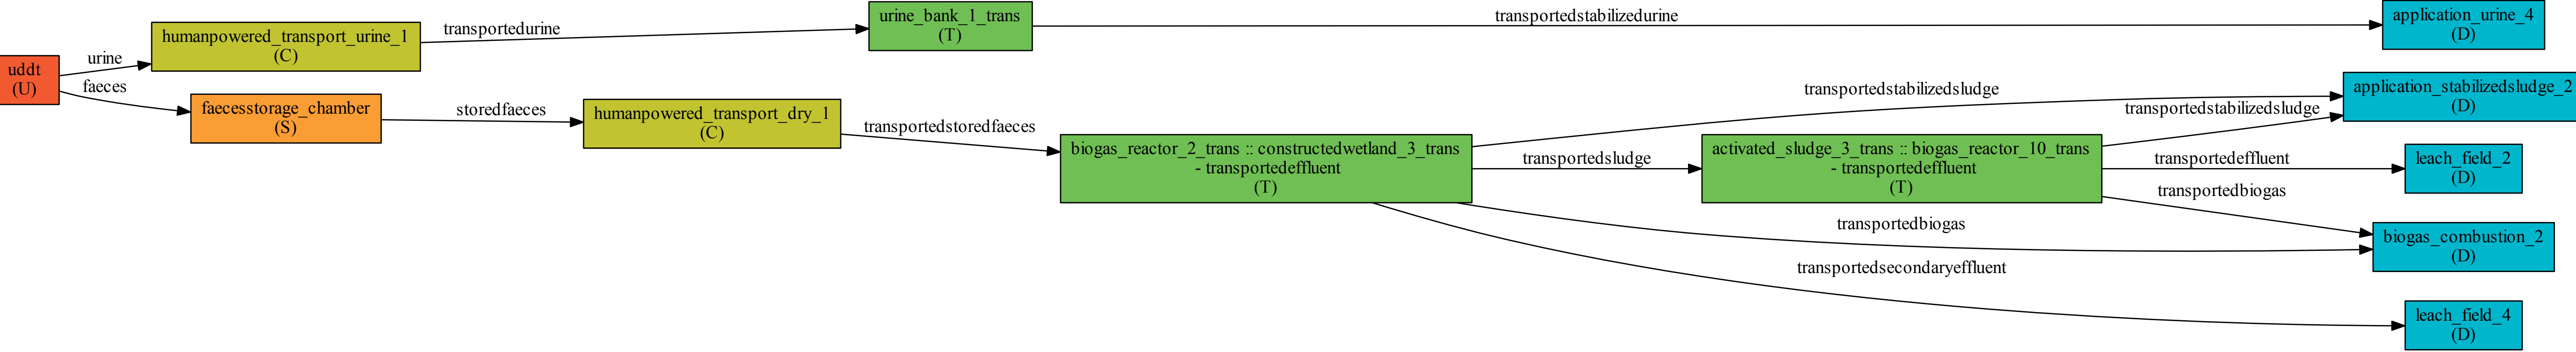 uddt
(U)
urine
faeces
humanpowered_transport_urine_1
(C)
transportedurine
urine_bank_1_trans
(T)
transportedstabilizedurine
application_urine_4
(D)
faecesstorage_chamber
(S)
storedfaeces
humanpowered_transport_dry_1
(C)
transportedstoredfaeces
biogas_reactor_2_trans :: constructedwetland_3_trans
- transportedeffluent
(T)
transportedstabilizedsludge
transportedsludge
activated_sludge_3_trans :: biogas_reactor_10_trans
- transportedeffluent
(T)
transportedstabilizedsludge
application_stabilizedsludge_2
(D)
transportedeffluent
leach_field_2
(D)
transportedbiogas
transportedbiogas
biogas_combustion_2
(D)
transportedsecondaryeffluent
leach_field_4
(D)